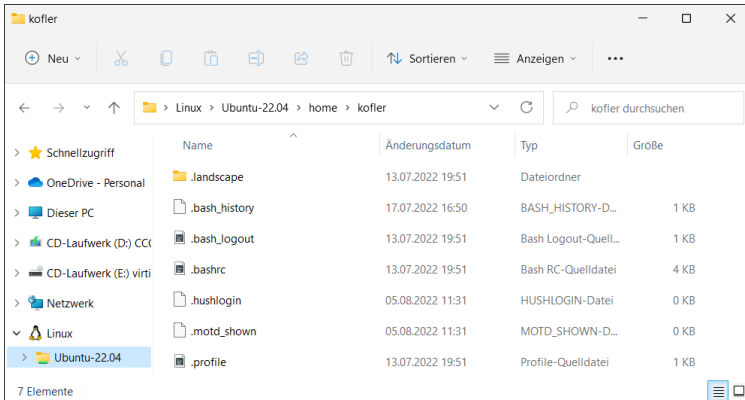 kofler
Neu
Sortieren
Anzeigen
Linux > Ubuntu-22.04 > home > kofler
kofler durchsuchen
Schnellzugriff
OneDrive - Personal
Dieser PC
CD-Laufwerk (D:) CCC
CD-Laufwerk (E:) virti
Netzwerk
Linux
Ubuntu-22.04
Name Änderungsdatum Typ Größe
.landscape 13.07.2022 19:51 Dateiordner
.bash_history 17.07.2022 16:50 BASH_HISTORY-D... 1 KB
.bash_logout 13.07.2022 19:51 Bash Logout-Quell... 1 KB
.bashrc 13.07.2022 19:51 Bash RC-Quelldatei 4 KB
.hushlogin 05.08.2022 11:31 HUSHLOGIN-Datei 0 KB
.motd_shown 05.08.2022 11:31 MOTD_SHOWN-D... 0 KB
.profile 13.07.2022 19:51 Profile-Quelldatei 1 KB
7 Elemente